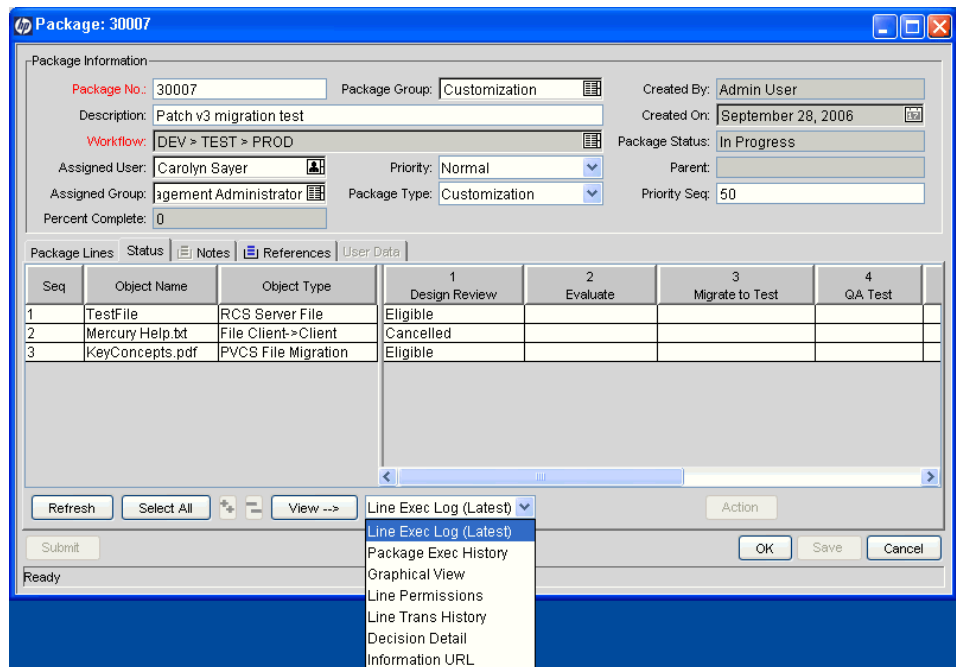 hp Package: 30007
Package Information
Package No.: 30007 Package Group: Customization Created By: Admin User
Description: Patch v3 migration test Created On: September 28, 2006 17
Workflow: DEV > TEST > PROD Package Status: In Progress
Assigned User: Carolyn Sayer Priority: Normal Parent:
Assigned Group: agement Administrator Package Type: Customization Priority Seq: 50
Percent Complete: 0
Package Lines Status Notes References User Data
Seq Object Name Object Type 1 Design Review 2 Evaluate 3 Migrate to Test 4 QA Test
1 TestFile RCS Server File Eligible
2 Mercury Help.txt File Client->Client Cancelled
3 KeyConcepts.pdf PVCS File Migration Eligible
Refresh Select All View --> Line Exec Log (Latest) Action
Line Exec Log (Latest)
Package Exec History
Graphical View
Line Permissions
Line Trans History
Decision Detail
Information URL
Submit OK Save Cancel
Ready